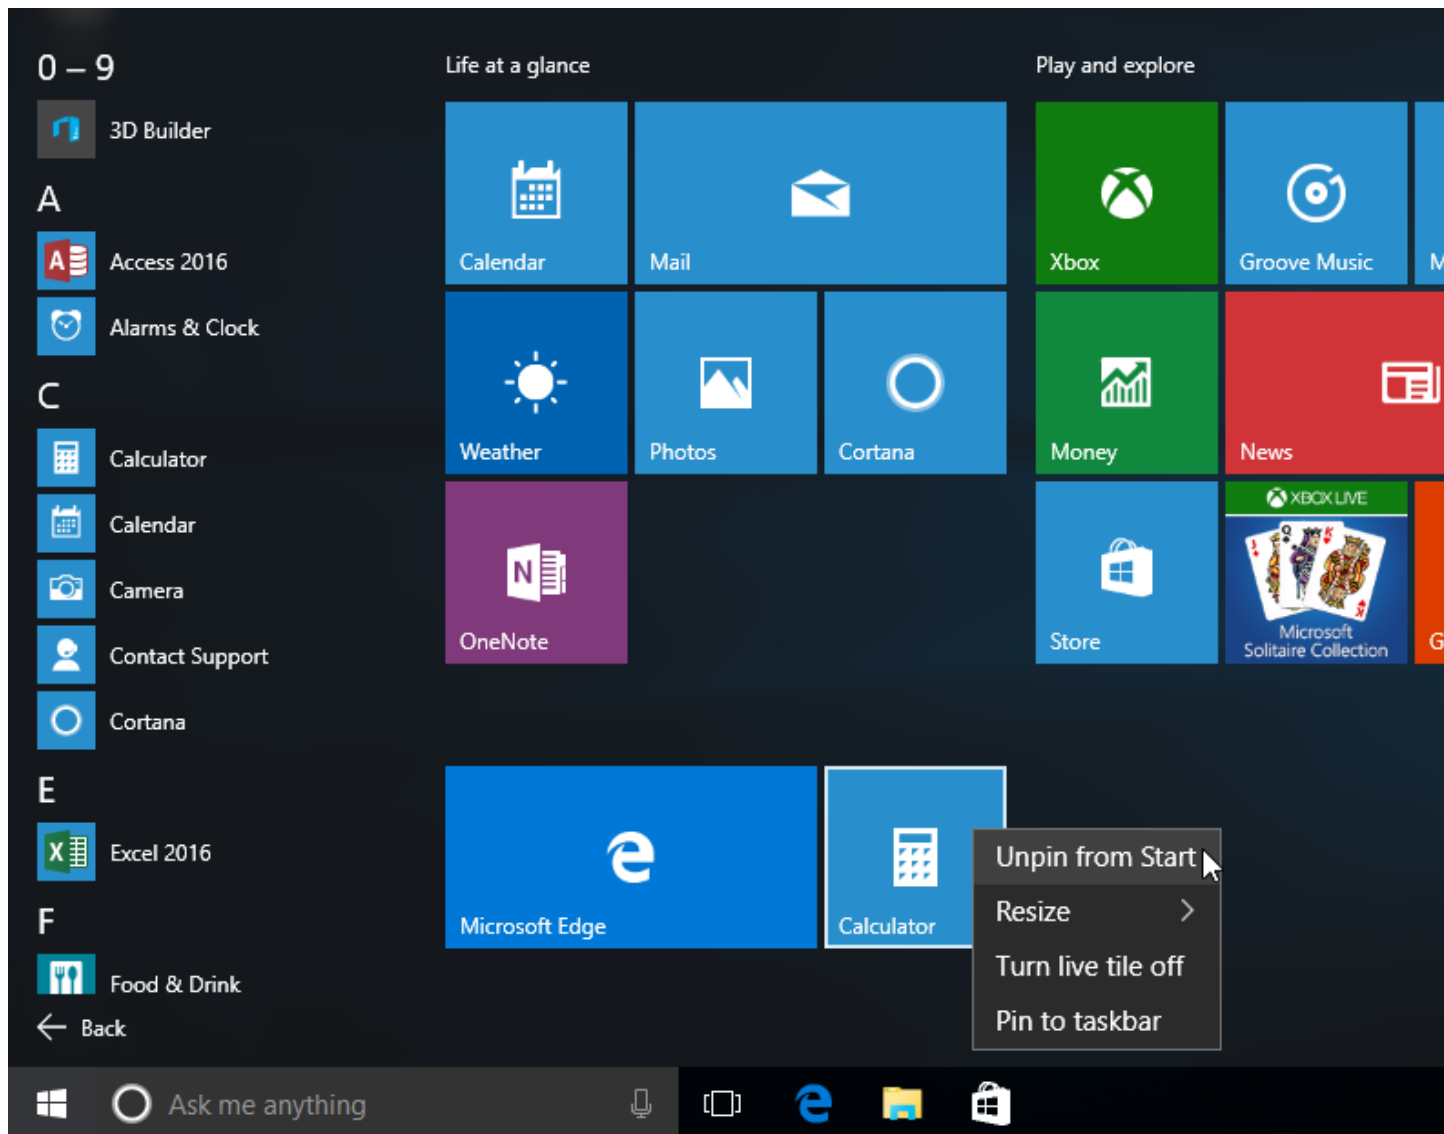 0 – 9
3D Builder
A
Access 2016
Alarms & Clock
C
Calculator
Calendar
Camera
Contact Support
Cortana
E
Excel 2016
F
Food & Drink
Back
Life at a glance
Calendar
Mail
Weather
Photos
Cortana
N
OneNote
Microsoft Edge
Calculator
Play and explore
Xbox
Groove Music
M
Money
News
Store
XBOX LIVE
Microsoft
Solitaire Collection
G
Unpin from Start
Resize
Turn live tile off
Pin to taskbar
Ask me anything